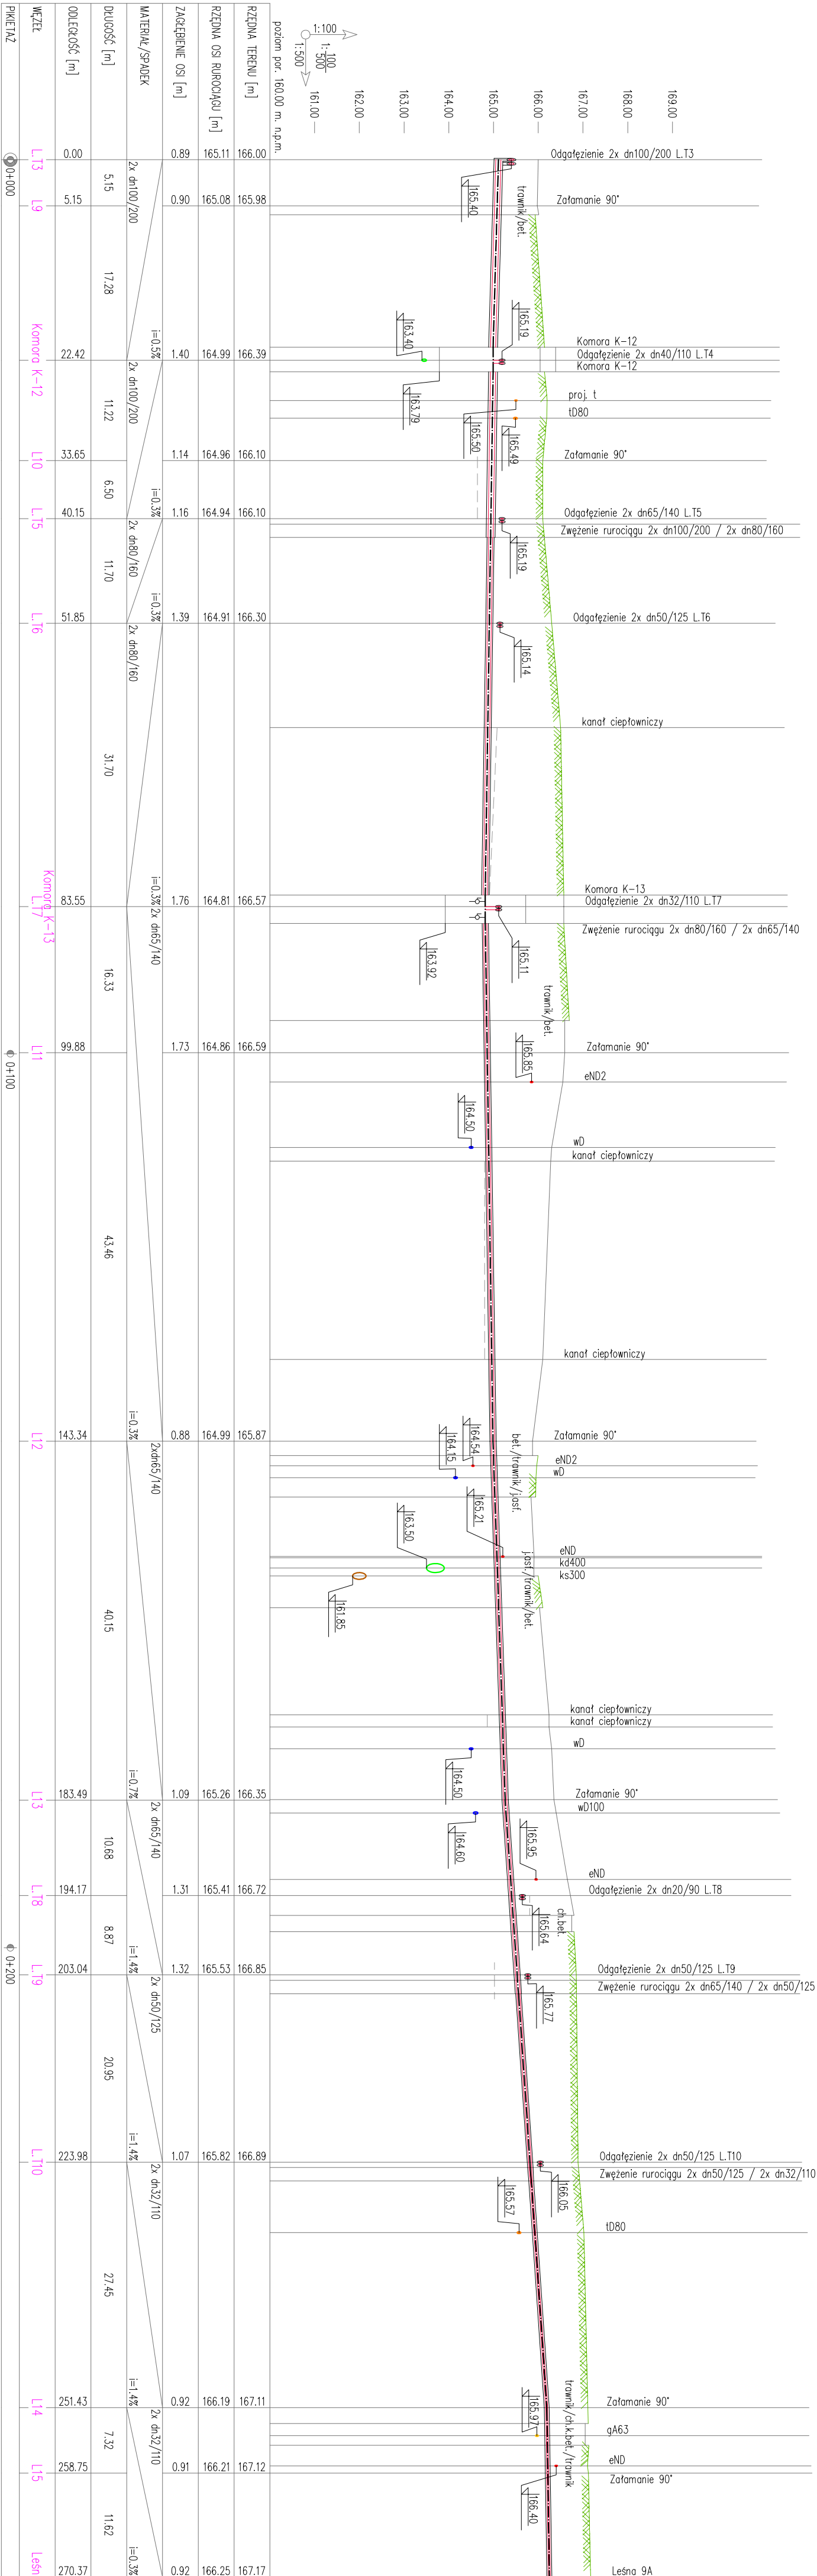 1:100
1: 100/500
1:500
169.00
168.00
167.00
166.00
165.00
164.00
163.00
162.00
161.00
poziom por. 160.00 m. n.p.m.
RZĘDNA TERENU [m]
166.00 165.98 166.39 166.10 166.10 166.30 166.57 166.59 165.87 166.35 166.72 166.85 166.89 167.11 167.12 167.17
RZĘDNA OSI RUROCIĄGU [m]
165.11 165.08 164.99 164.96 164.94 164.91 164.81 164.86 164.99 165.26 165.41 165.53 165.82 166.19 166.21 166.25
ZAGŁĘBIENIE OSI [m]
0.89 0.90 1.40 1.14 1.16 1.39 1.76 1.73 0.88 1.09 1.31 1.32 1.07 0.92 0.91 0.92
MATERIAŁ/SPADEK
2x dn100/200 i=0.5%
2x dn100/200 i=0.3%
2x dn80/160 i=0.3%
2x dn80/160 i=0.3%
2x dn65/140 i=0.3%
2xdn65/140 i=0.7%
2x dn65/140 i=1.4%
2x dn50/125 i=1.4%
2x dn32/110 i=1.4%
2x dn32/110 i=0.3%
DŁUGOŚĆ [m]
5.15 17.28 11.22 6.50 11.70 31.70 16.33 43.46 40.15 10.68 8.87 20.95 27.45 7.32 11.62
ODLEGŁOŚĆ [m]
0.00 5.15 22.42 33.65 40.15 51.85 83.55 99.88 143.34 183.49 194.17 203.04 223.98 251.43 258.75 270.37
WĘZEŁ
L.T3 L9 Komora K-12 L10 L.T5 L.T6 Komora K-13 L.T7 L11 L12 L13 L.T8 L.T9 L.T10 L14 L15 Leśn
PIKIETAŻ
0+000 0+100 0+200
Odgałęzienie 2x dn100/200 L.T3
165.40
Załamanie 90°
trawnik/bet.
Komora K-12
Odgałęzienie 2x dn40/110 L.T4
Komora K-12
165.19
163.40
163.79
proj. t
tD80
165.50
165.49
Załamanie 90°
Odgałęzienie 2x dn65/140 L.T5
Zwężenie rurociągu 2x dn100/200 / 2x dn80/160
165.19
Odgałęzienie 2x dn50/125 L.T6
165.14
kanał ciepłowniczy
Komora K-13
Odgałęzienie 2x dn32/110 L.T7
Zwężenie rurociągu 2x dn80/160 / 2x dn65/140
165.11
163.92
trawnik/bet.
Załamanie 90°
165.85
eND2
164.50
wD
kanał ciepłowniczy
kanał ciepłowniczy
Załamanie 90°
164.54
164.15
eND2
wD
bet./trawnik/j.asf.
165.21
163.50
eND
kd400
ks300
161.85
j.asf./trawnik/bet.
kanał ciepłowniczy
kanał ciepłowniczy
wD
164.50
Załamanie 90°
wD100
164.60
165.95
eND
Odgałęzienie 2x dn20/90 L.T8
165.64
ch.bet.
Odgałęzienie 2x dn50/125 L.T9
Zwężenie rurociągu 2x dn65/140 / 2x dn50/125
165.77
Odgałęzienie 2x dn50/125 L.T10
Zwężenie rurociągu 2x dn50/125 / 2x dn32/110
166.05
165.57
tD80
Załamanie 90°
165.97
gA63
trawnik/ch.k.bet./trawnik
eND
Załamanie 90°
166.40
Leśna 9A